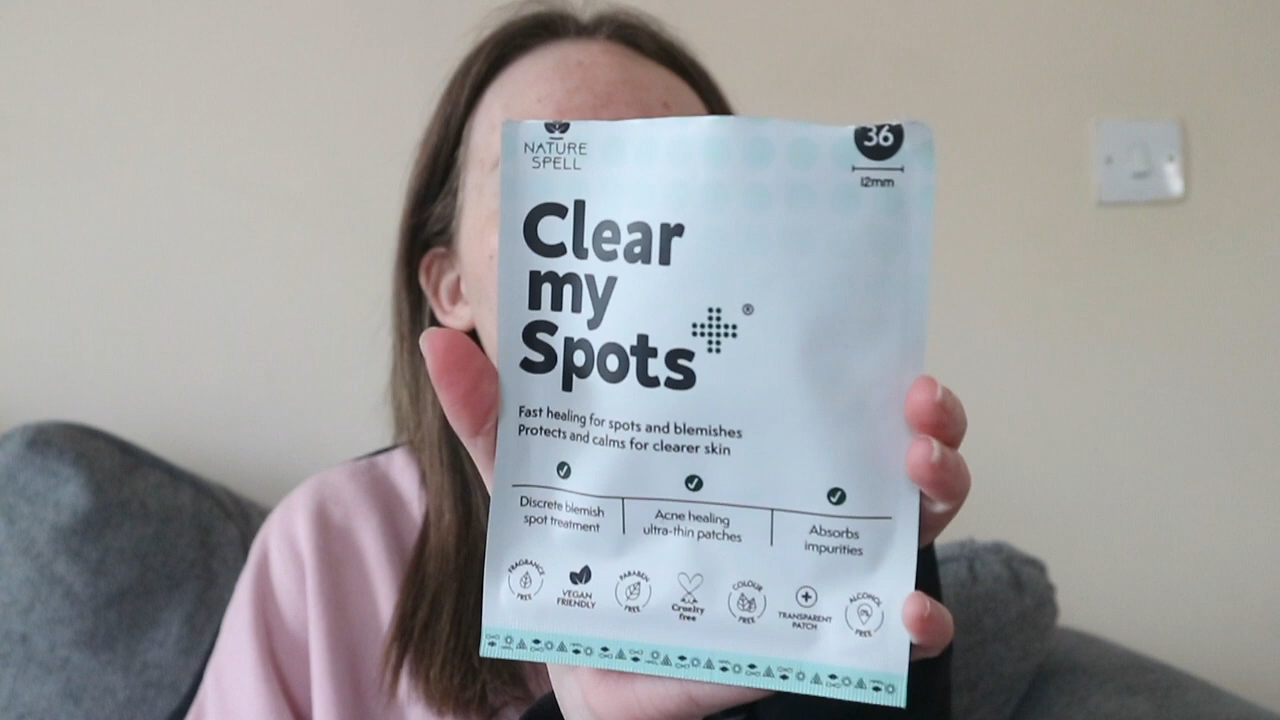 NATURE
SPELL
36
12mm
Clear
my
Spots
®
Fast healing for spots and blemishes
Protects and calms for clearer skin
Discrete blemish
spot treatment
Acne healing
ultra-thin patches
Absorbs
impurities
FRAGRANCE
FREE
VEGAN
FRIENDLY
PARABEN
FREE
Cruelty
free
COLOUR
FREE
TRANSPARENT
PATCH
ALCOHOL
FREE